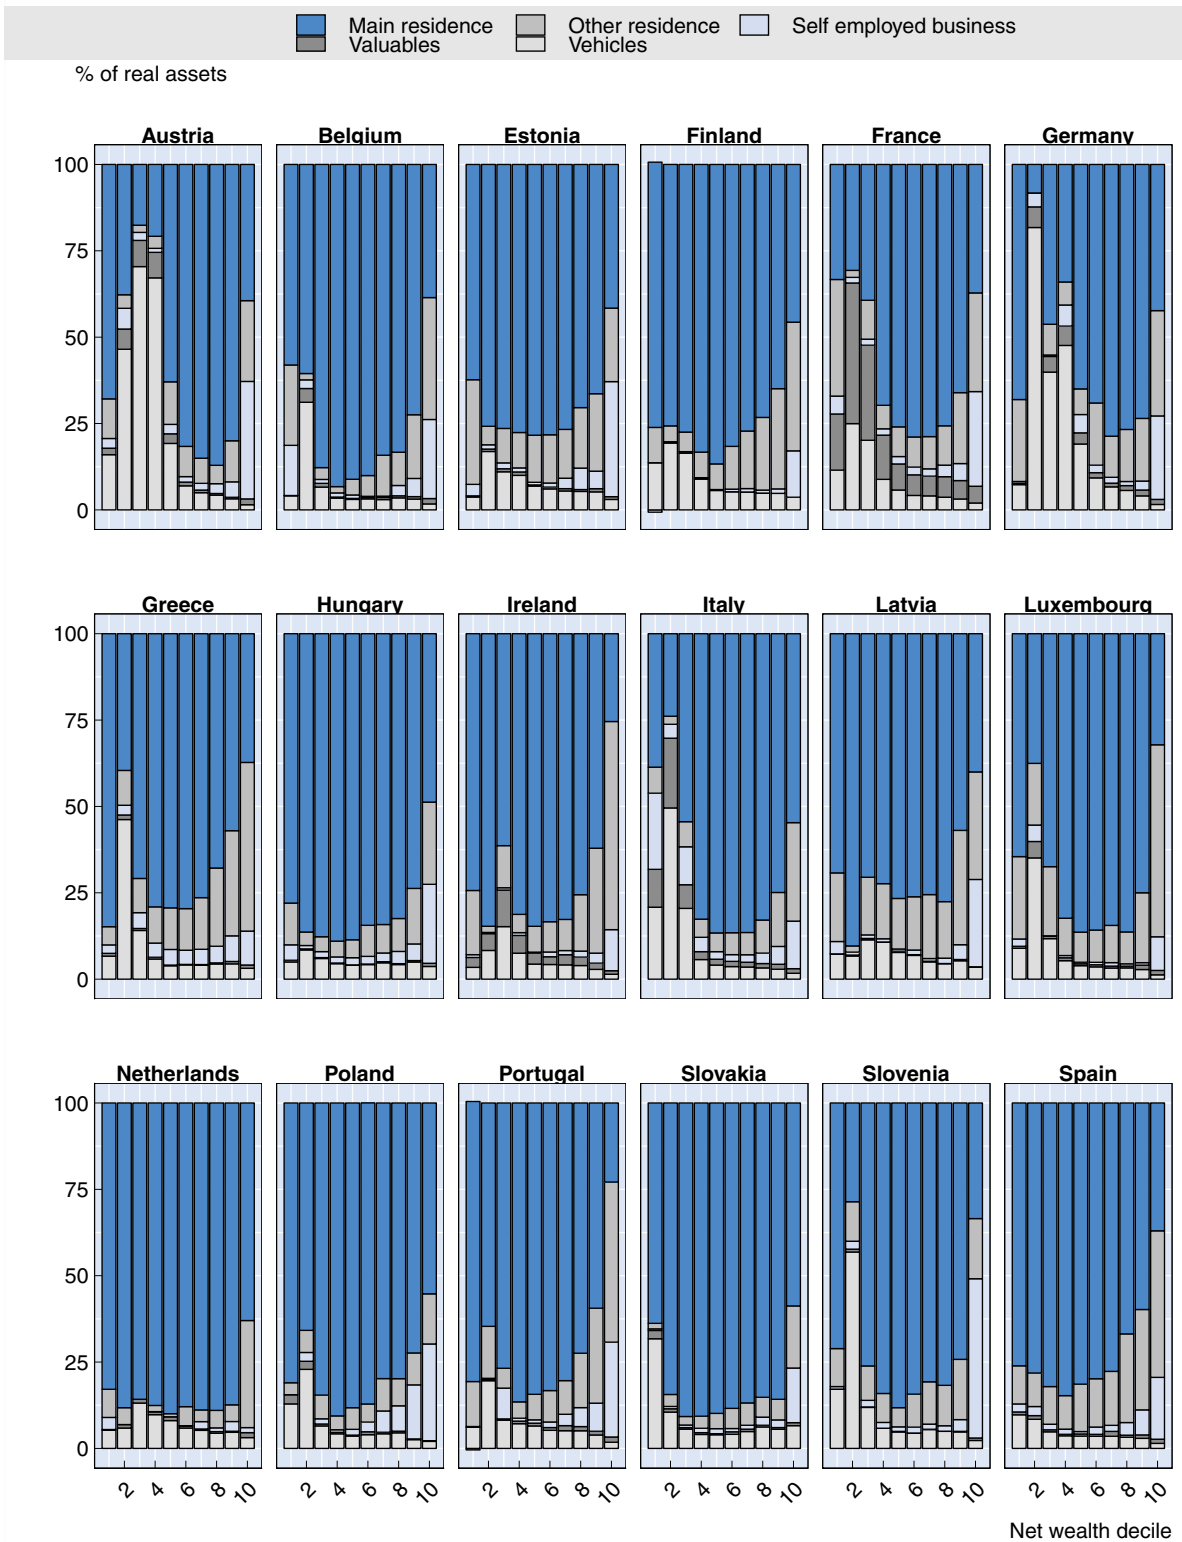 Main residence Other residence Self employed business
Valuables Vehicles
% of real assets
Austria Belgium Estonia Finland France Germany
100
75
50
25
0
Greece Hungary Ireland Italy Latvia Luxembourg
100
75
50
25
0
Netherlands Poland Portugal Slovakia Slovenia Spain
100
75
50
25
0
2 4 6 8 10 2 4 6 8 10 2 4 6 8 10 2 4 6 8 10 2 4 6 8 10 2 4 6 8 10
Net wealth decile